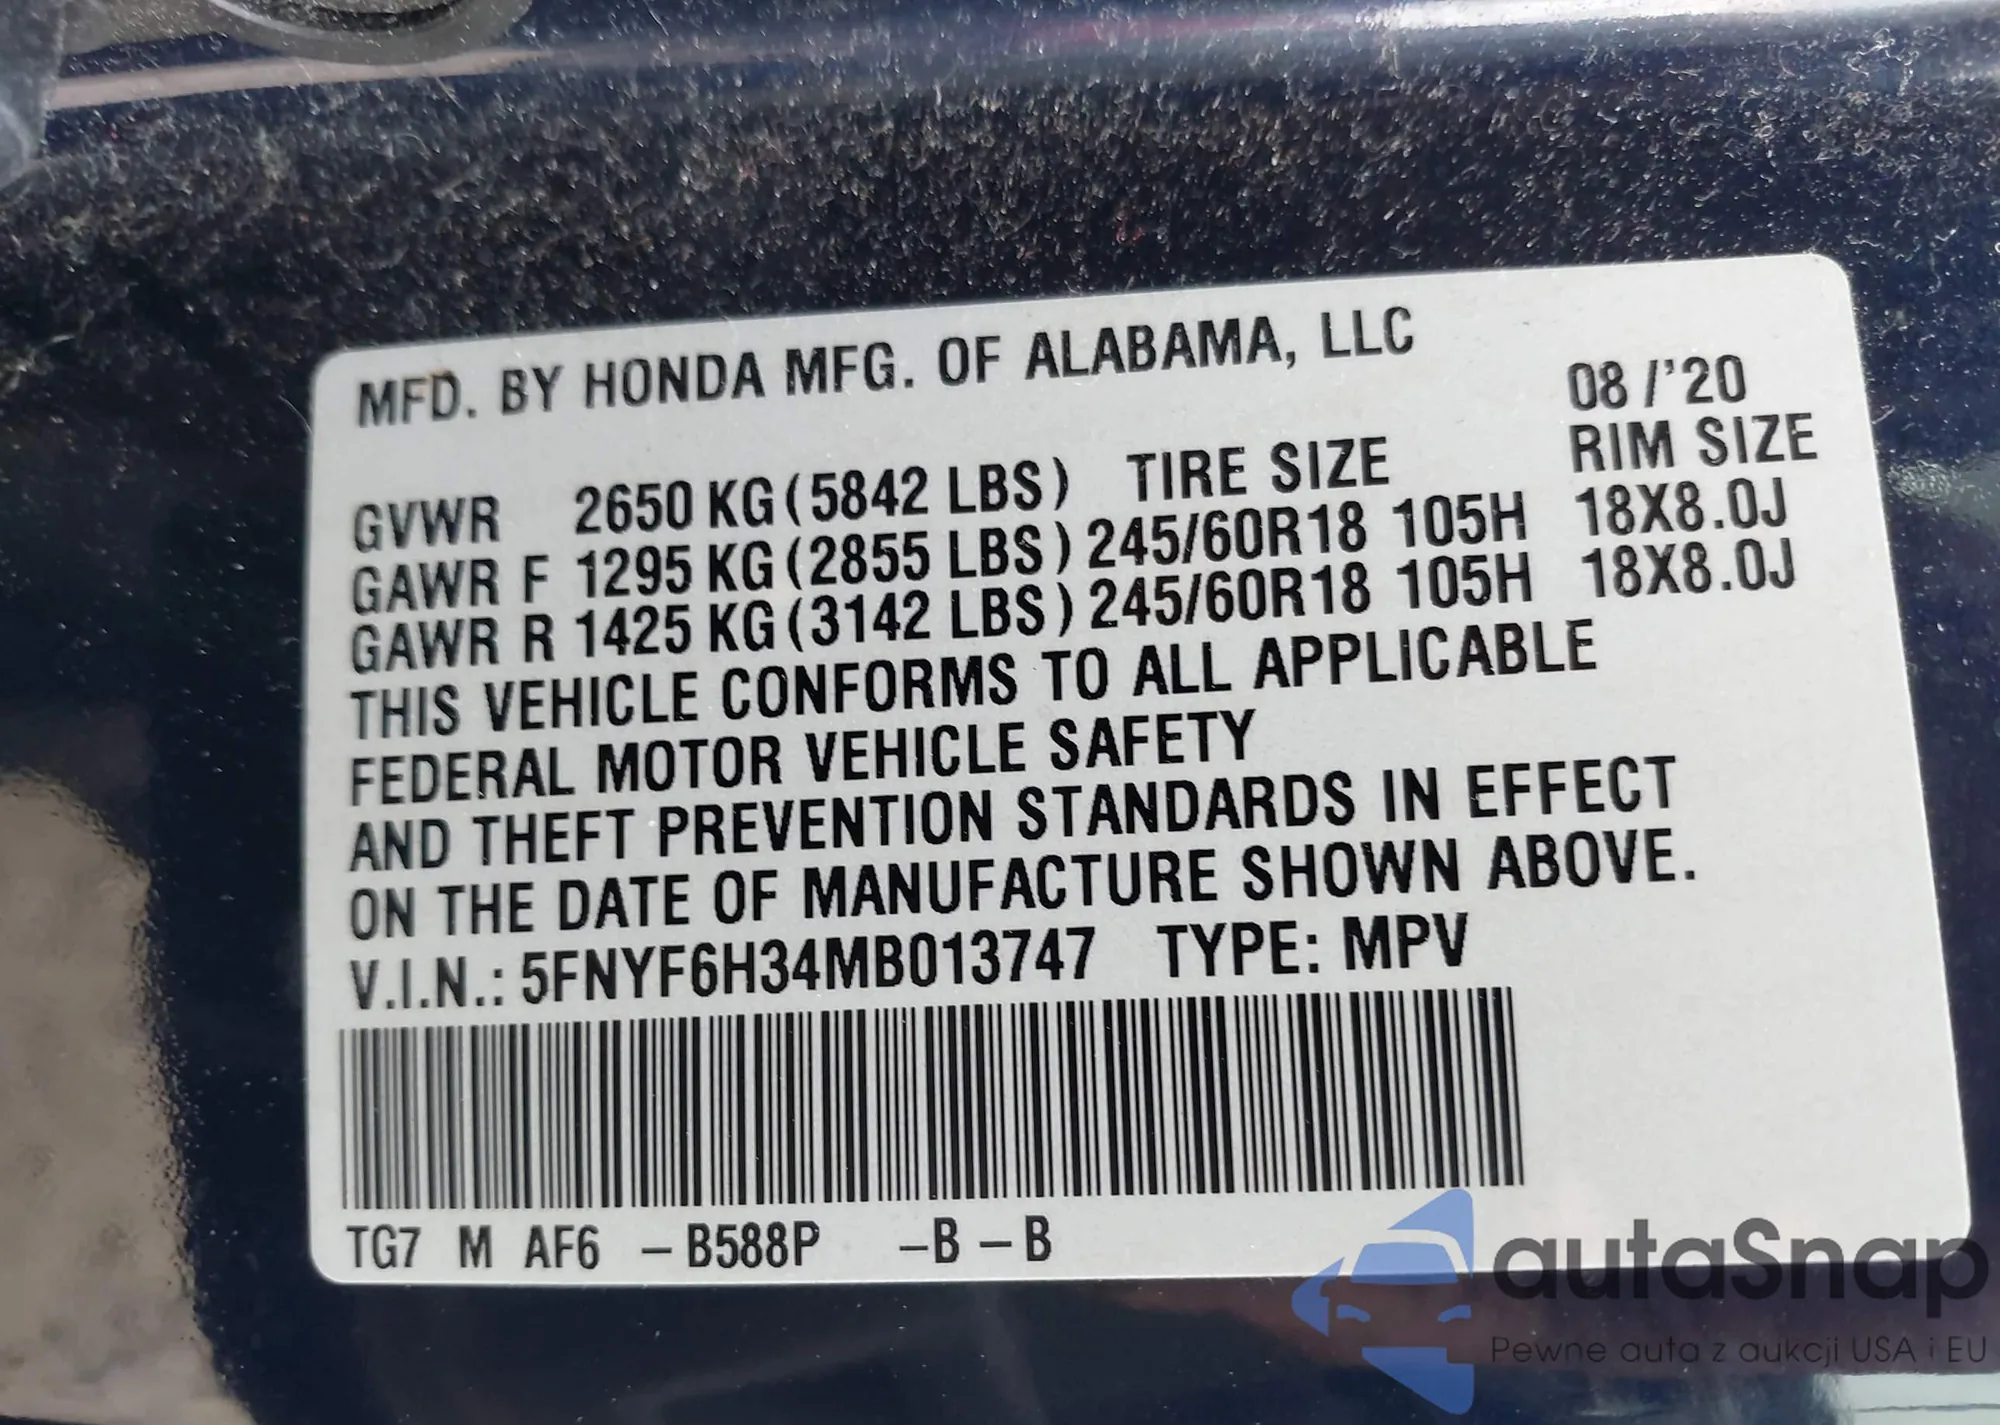 MFD. BY HONDA MFG. OF ALABAMA, LLC
08/'20
GVWR 2650 KG (5842 LBS) TIRE SIZE RIM SIZE
GAWR F 1295 KG (2855 LBS) 245/60R18 105H 18X8.0J
GAWR R 1425 KG (3142 LBS) 245/60R18 105H 18X8.0J
THIS VEHICLE CONFORMS TO ALL APPLICABLE
FEDERAL MOTOR VEHICLE SAFETY
AND THEFT PREVENTION STANDARDS IN EFFECT
ON THE DATE OF MANUFACTURE SHOWN ABOVE.
V.I.N.: 5FNYF6H34MB013747 TYPE: MPV
TG7 M AF6 –B588P –B–B
autaSnap
Pewne auta z aukcji USA i EU